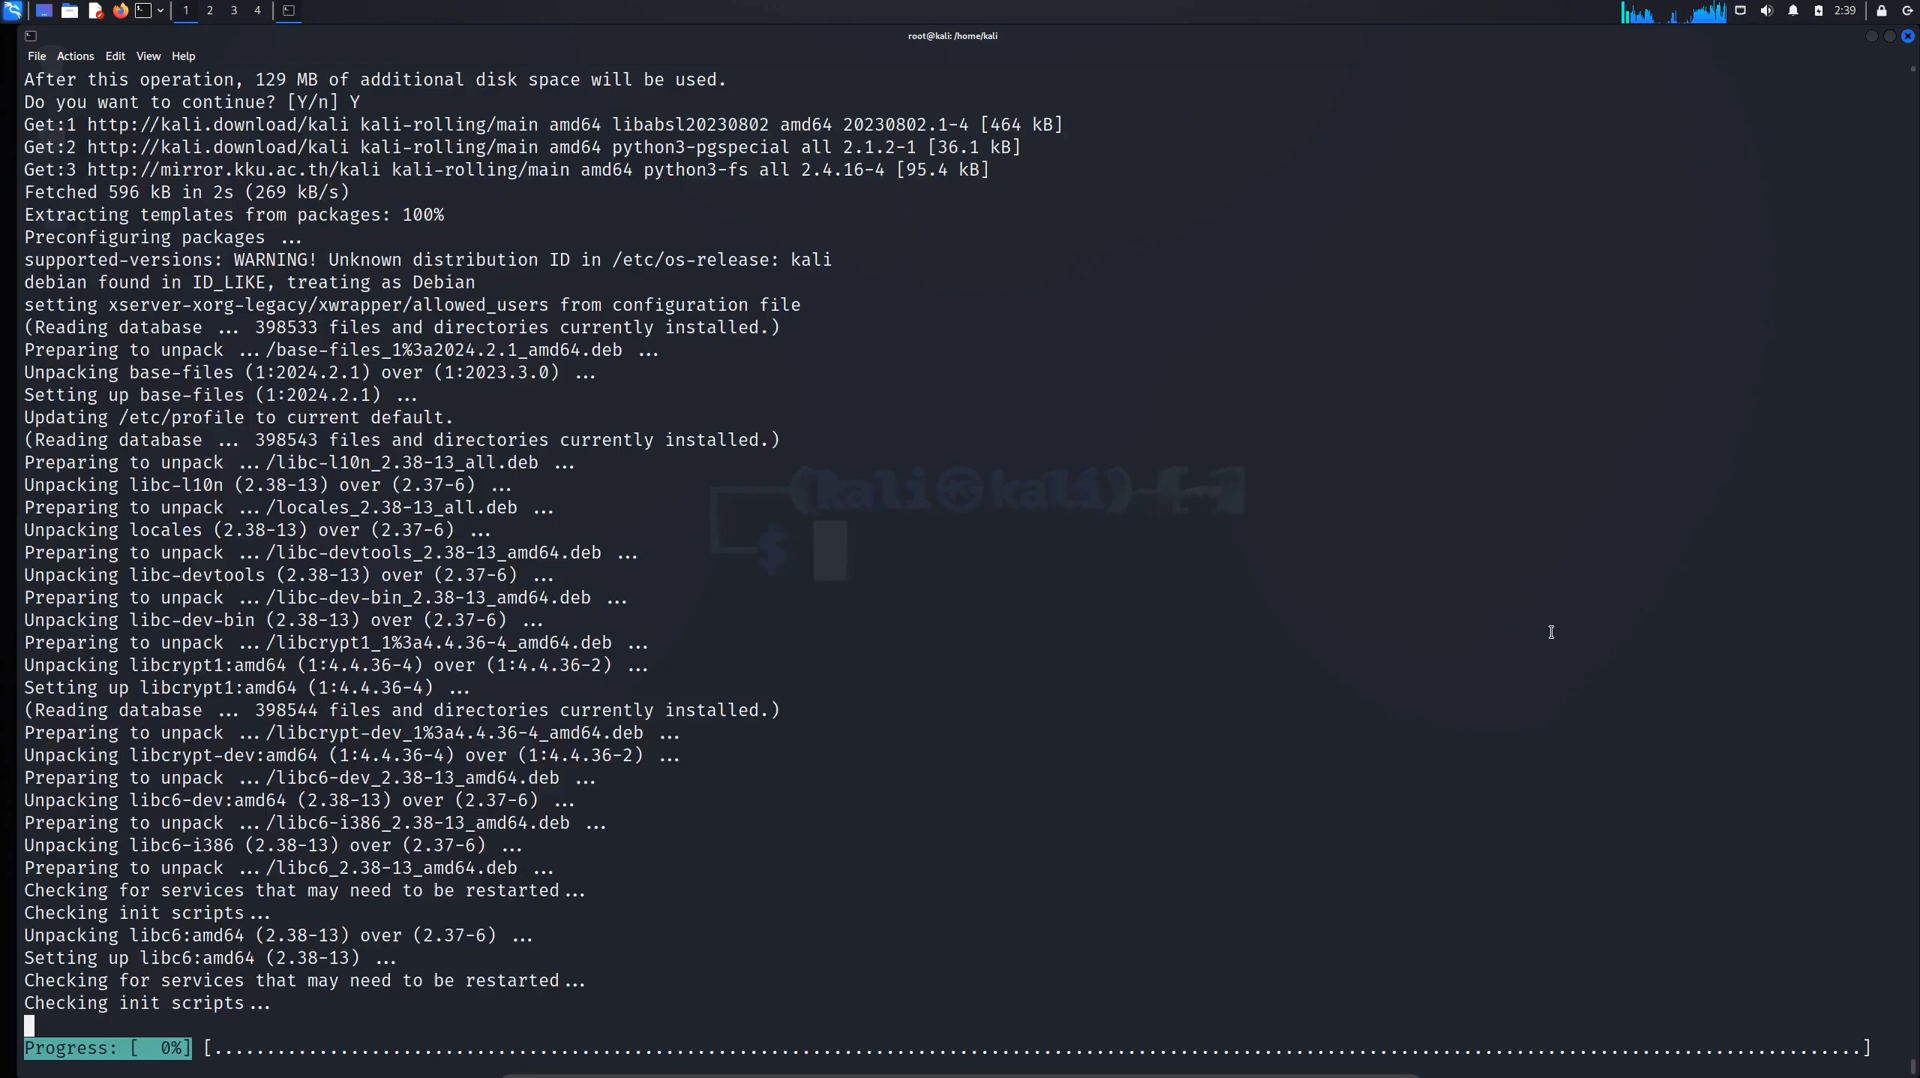 1 2 3 4
2:39
root@kali: /home/kali
File Actions Edit View Help
After this operation, 129 MB of additional disk space will be used.
Do you want to continue? [Y/n] Y
Get:1 http://kali.download/kali kali-rolling/main amd64 libabsl20230802 amd64 20230802.1-4 [464 kB]
Get:2 http://kali.download/kali kali-rolling/main amd64 python3-pgspecial all 2.1.2-1 [36.1 kB]
Get:3 http://mirror.kku.ac.th/kali kali-rolling/main amd64 python3-fs all 2.4.16-4 [95.4 kB]
Fetched 596 kB in 2s (269 kB/s)
Extracting templates from packages: 100%
Preconfiguring packages ...
supported-versions: WARNING! Unknown distribution ID in /etc/os-release: kali
debian found in ID_LIKE, treating as Debian
setting xserver-xorg-legacy/xwrapper/allowed_users from configuration file
(Reading database ... 398533 files and directories currently installed.)
Preparing to unpack .../base-files_1%3a2024.2.1_amd64.deb ...
Unpacking base-files (1:2024.2.1) over (1:2023.3.0) ...
Setting up base-files (1:2024.2.1) ...
Updating /etc/profile to current default.
(Reading database ... 398543 files and directories currently installed.)
Preparing to unpack .../libc-l10n_2.38-13_all.deb ...
Unpacking libc-l10n (2.38-13) over (2.37-6) ...
Preparing to unpack .../locales_2.38-13_all.deb ...
Unpacking locales (2.38-13) over (2.37-6) ...
Preparing to unpack .../libc-devtools_2.38-13_amd64.deb ...
Unpacking libc-devtools (2.38-13) over (2.37-6) ...
Preparing to unpack .../libc-dev-bin_2.38-13_amd64.deb ...
Unpacking libc-dev-bin (2.38-13) over (2.37-6) ...
Preparing to unpack .../libcrypt1_1%3a4.4.36-4_amd64.deb ...
Unpacking libcrypt1:amd64 (1:4.4.36-4) over (1:4.4.36-2) ...
Setting up libcrypt1:amd64 (1:4.4.36-4) ...
(Reading database ... 398544 files and directories currently installed.)
Preparing to unpack .../libcrypt-dev_1%3a4.4.36-4_amd64.deb ...
Unpacking libcrypt-dev:amd64 (1:4.4.36-4) over (1:4.4.36-2) ...
Preparing to unpack .../libc6-dev_2.38-13_amd64.deb ...
Unpacking libc6-dev:amd64 (2.38-13) over (2.37-6) ...
Preparing to unpack .../libc6-i386_2.38-13_amd64.deb ...
Unpacking libc6-i386 (2.38-13) over (2.37-6) ...
Preparing to unpack .../libc6_2.38-13_amd64.deb ...
Checking for services that may need to be restarted...
Checking init scripts...
Unpacking libc6:amd64 (2.38-13) over (2.37-6) ...
Setting up libc6:amd64 (2.38-13) ...
Checking for services that may need to be restarted...
Checking init scripts...
Progress: [  0%] [..........................................................................................................................................................]
(kali㉿kali)-[~]
$